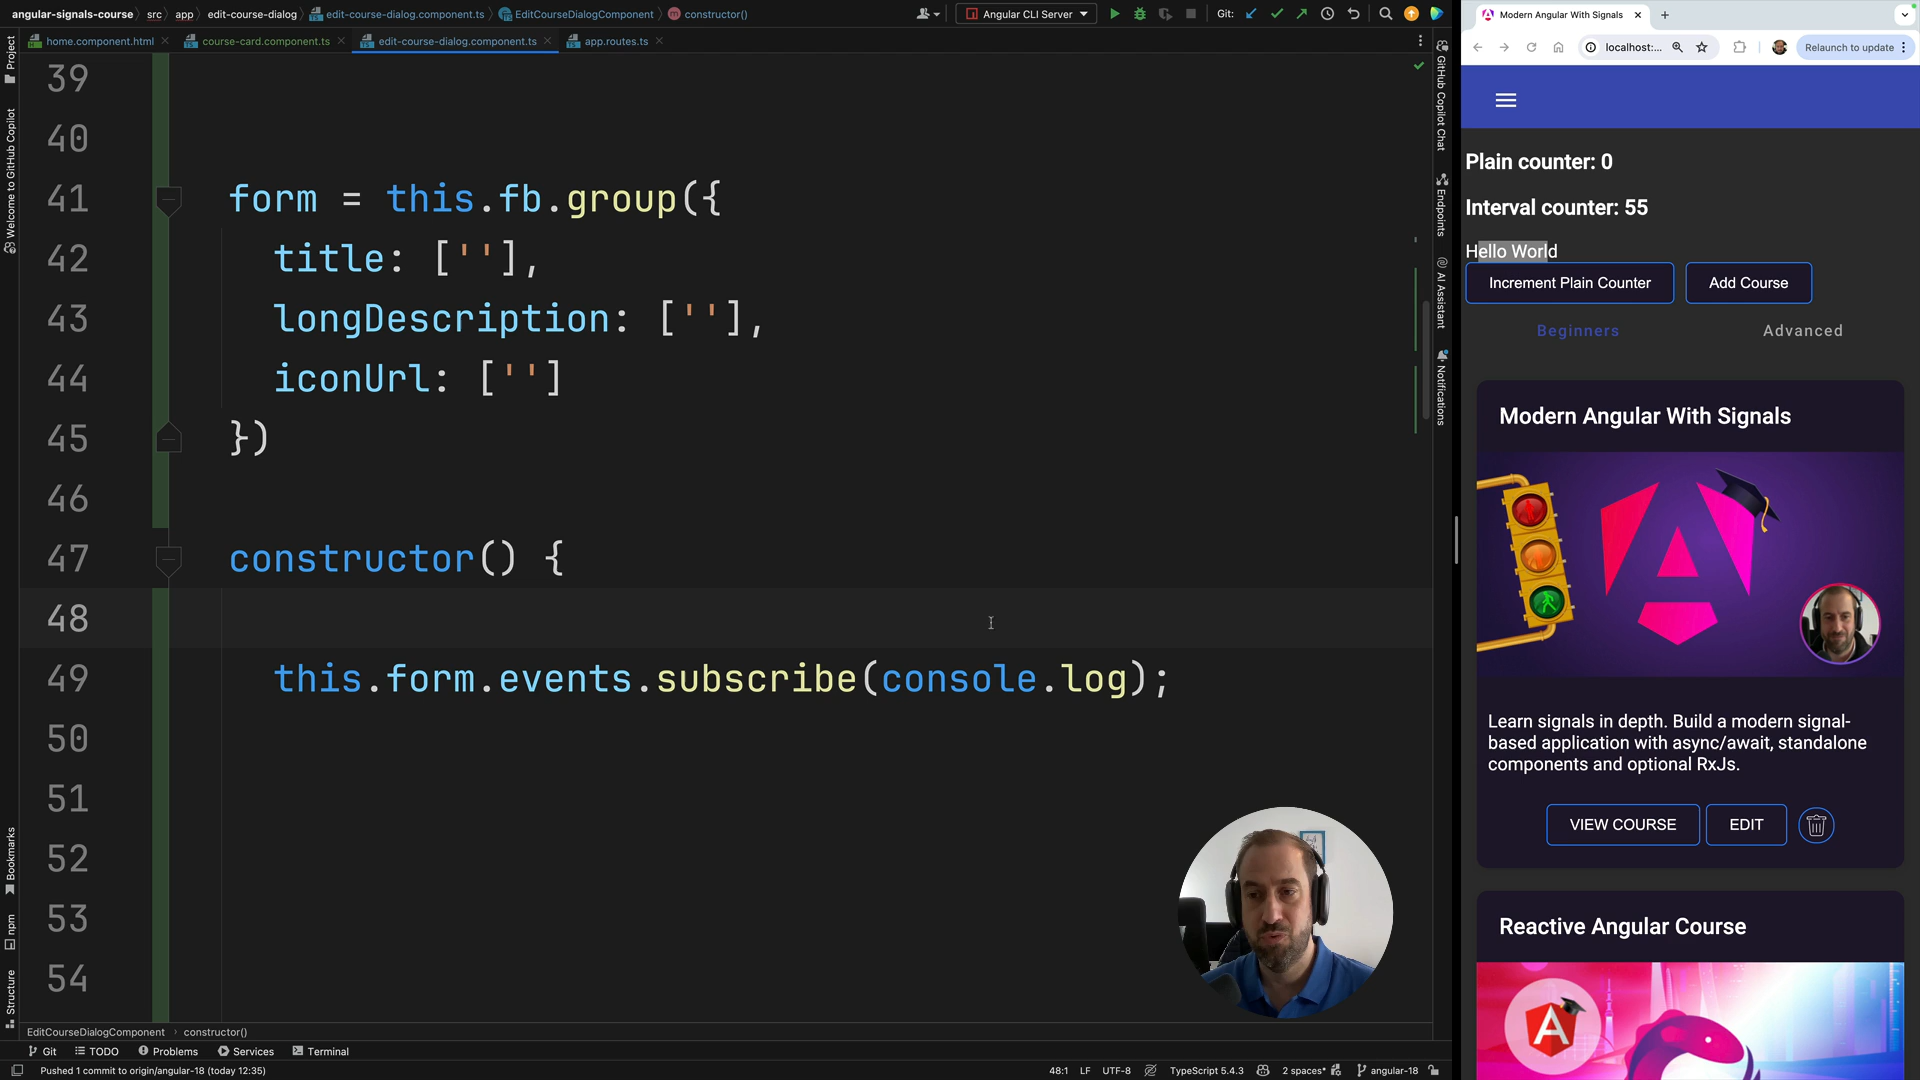 angular-signals-course
src
app
edit-course-dialog
edit-course-dialog.component.ts
EditCourseDialogComponent
constructor()
Angular CLI Server
Git:
home.component.html
course-card.component.ts
edit-course-dialog.component.ts
app.routes.ts
Project
Welcome to GitHub Copilot
Bookmarks
npm
Structure
39
40
41 form = this.fb.group({
42 title: [''],
43 longDescription: [''],
44 iconUrl: ['']
45 })
46
47 constructor() {
48
49 this.form.events.subscribe(console.log);
50
51
52
53
54
GitHub Copilot Chat
Endpoints
AI Assistant
Notifications
EditCourseDialogComponent
constructor()
Git
TODO
Problems
Services
Terminal
Pushed 1 commit to origin/angular-18 (today 12:35)
48:1
LF
UTF-8
TypeScript 5.4.3
2 spaces*
angular-18
Modern Angular With Signals
localhost:...
Relaunch to update
Plain counter: 0
Interval counter: 55
Hello World
Increment Plain Counter
Add Course
Beginners
Advanced
Modern Angular With Signals
Learn signals in depth. Build a modern signal-
based application with async/await, standalone
components and optional RxJs.
VIEW COURSE
EDIT
Reactive Angular Course